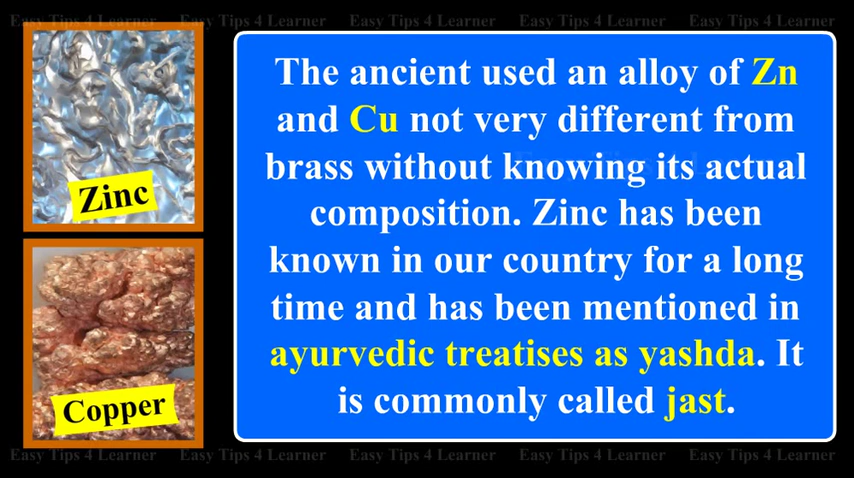 Easy Tips 4 Learner Easy Tips 4 Learner Easy Tips 4 Learner Easy Tips 4 Learner Easy Tips 4 Learner
Zinc
Copper
The ancient used an alloy of Zn
and Cu not very different from
brass without knowing its actual
composition. Zinc has been
known in our country for a long
time and has been mentioned in
ayurvedic treatises as yashda. It
is commonly called jast.
Easy Tips 4 Learner Easy Tips 4 Learner Easy Tips 4 Learner Easy Tips 4 Learner Easy Tips 4 Learner